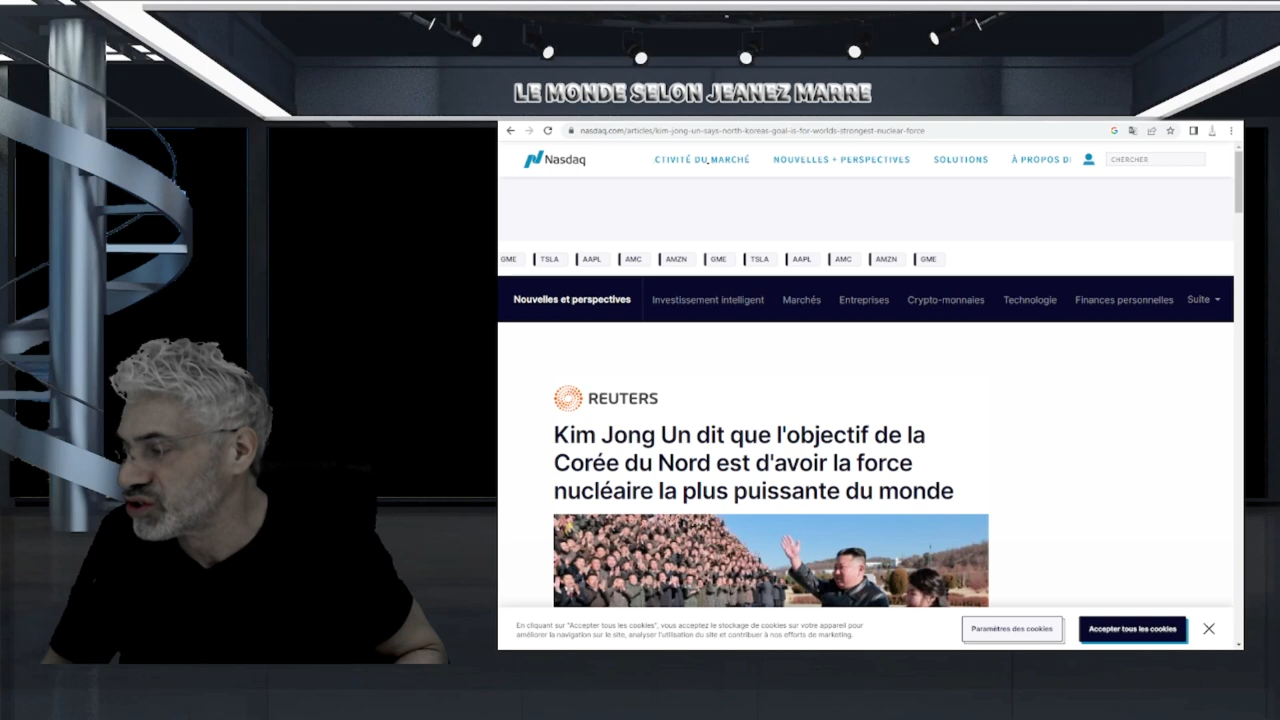 LE MONDE SELON JEANEZ MARRE
nasdaq.com/articles/kim-jong-un-says-north-koreas-goal-is-for-worlds-strongest-nuclear-force
Nasdaq
CTIVITÉ DU MARCHÉ NOUVELLES + PERSPECTIVES SOLUTIONS À PROPOS D CHERCHER
GME TSLA AAPL AMC AMZN GME TSLA AAPL AMC AMZN GME
Nouvelles et perspectives Investissement intelligent Marchés Entreprises Crypto-monnaies Technologie Finances personnelles Suite
REUTERS
Kim Jong Un dit que l'objectif de la
Corée du Nord est d'avoir la force
nucléaire la plus puissante du monde
En cliquant sur "Accepter tous les cookies", vous acceptez le stockage de cookies sur votre appareil pour
améliorer la navigation sur le site, analyser l'utilisation du site et contribuer à nos efforts de marketing.
Paramètres des cookies
Accepter tous les cookies